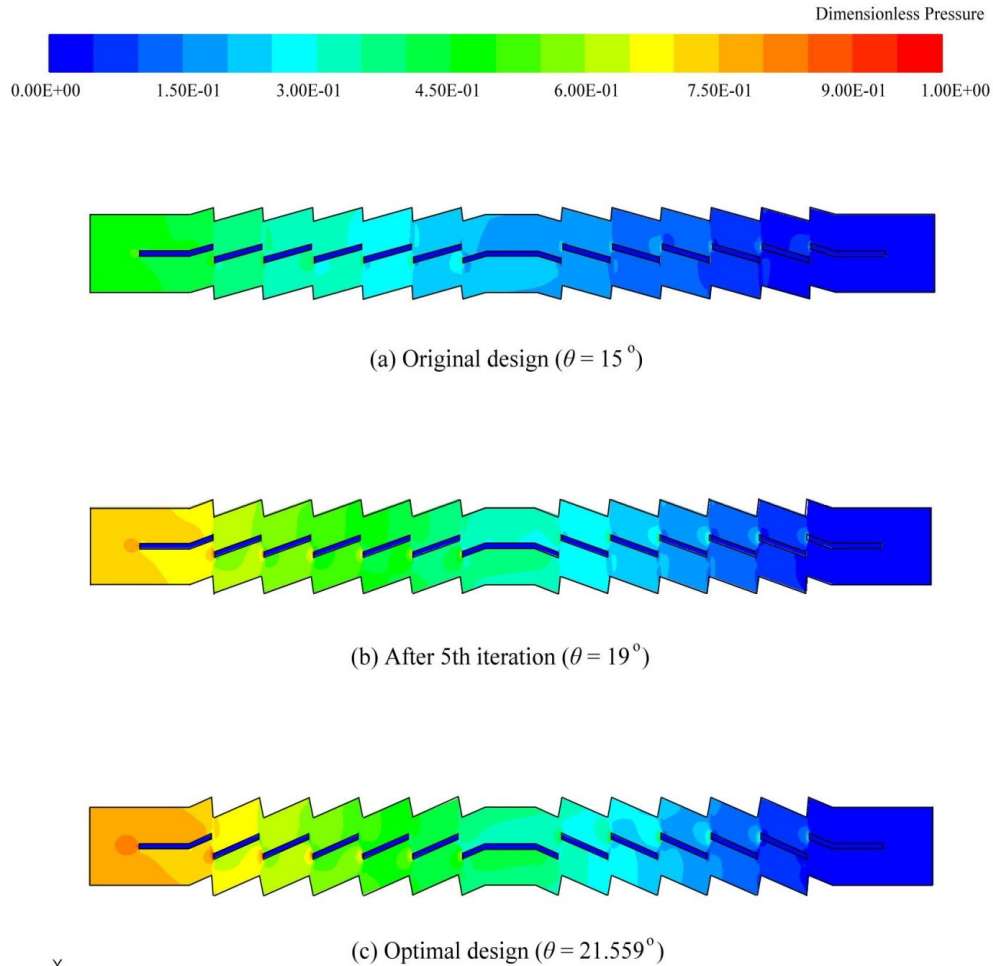 Dimensionless Pressure
0.00E+00 1.50E-01 3.00E-01 4.50E-01 6.00E-01 7.50E-01 9.00E-01 1.00E+00
(a) Original design (θ = 15°)
(b) After 5th iteration (θ = 19°)
(c) Optimal design (θ = 21.559°)